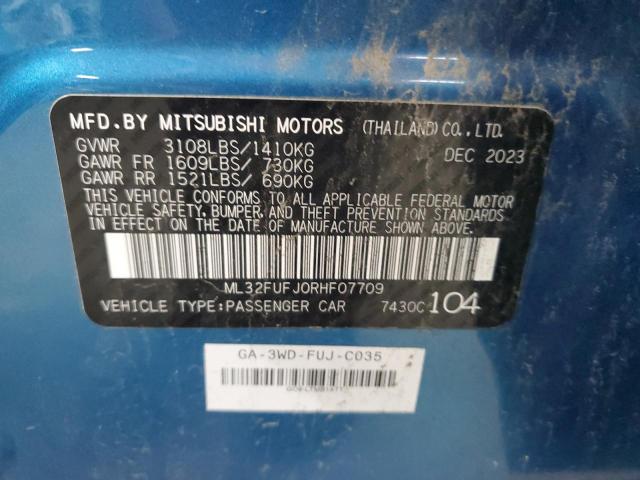 MFD.BY MITSUBISHI MOTORS (THAILAND) CO.,LTD.
GVWR 3108LBS/1410KG DEC 2023
GAWR FR 1609LBS/ 730KG
GAWR RR 1521LBS/ 690KG
THIS VEHICLE CONFORMS TO ALL APPLICABLE FEDERAL MOTOR
VEHICLE SAFETY, BUMPER, AND THEFT PREVENTION STANDARDS
IN EFFECT ON THE DATE OF MANUFACTURE SHOWN ABOVE.
ML32FUFJ0RHF07709
VEHICLE TYPE:PASSENGER CAR 7430C 104
GA-3WD-FUJ-C035